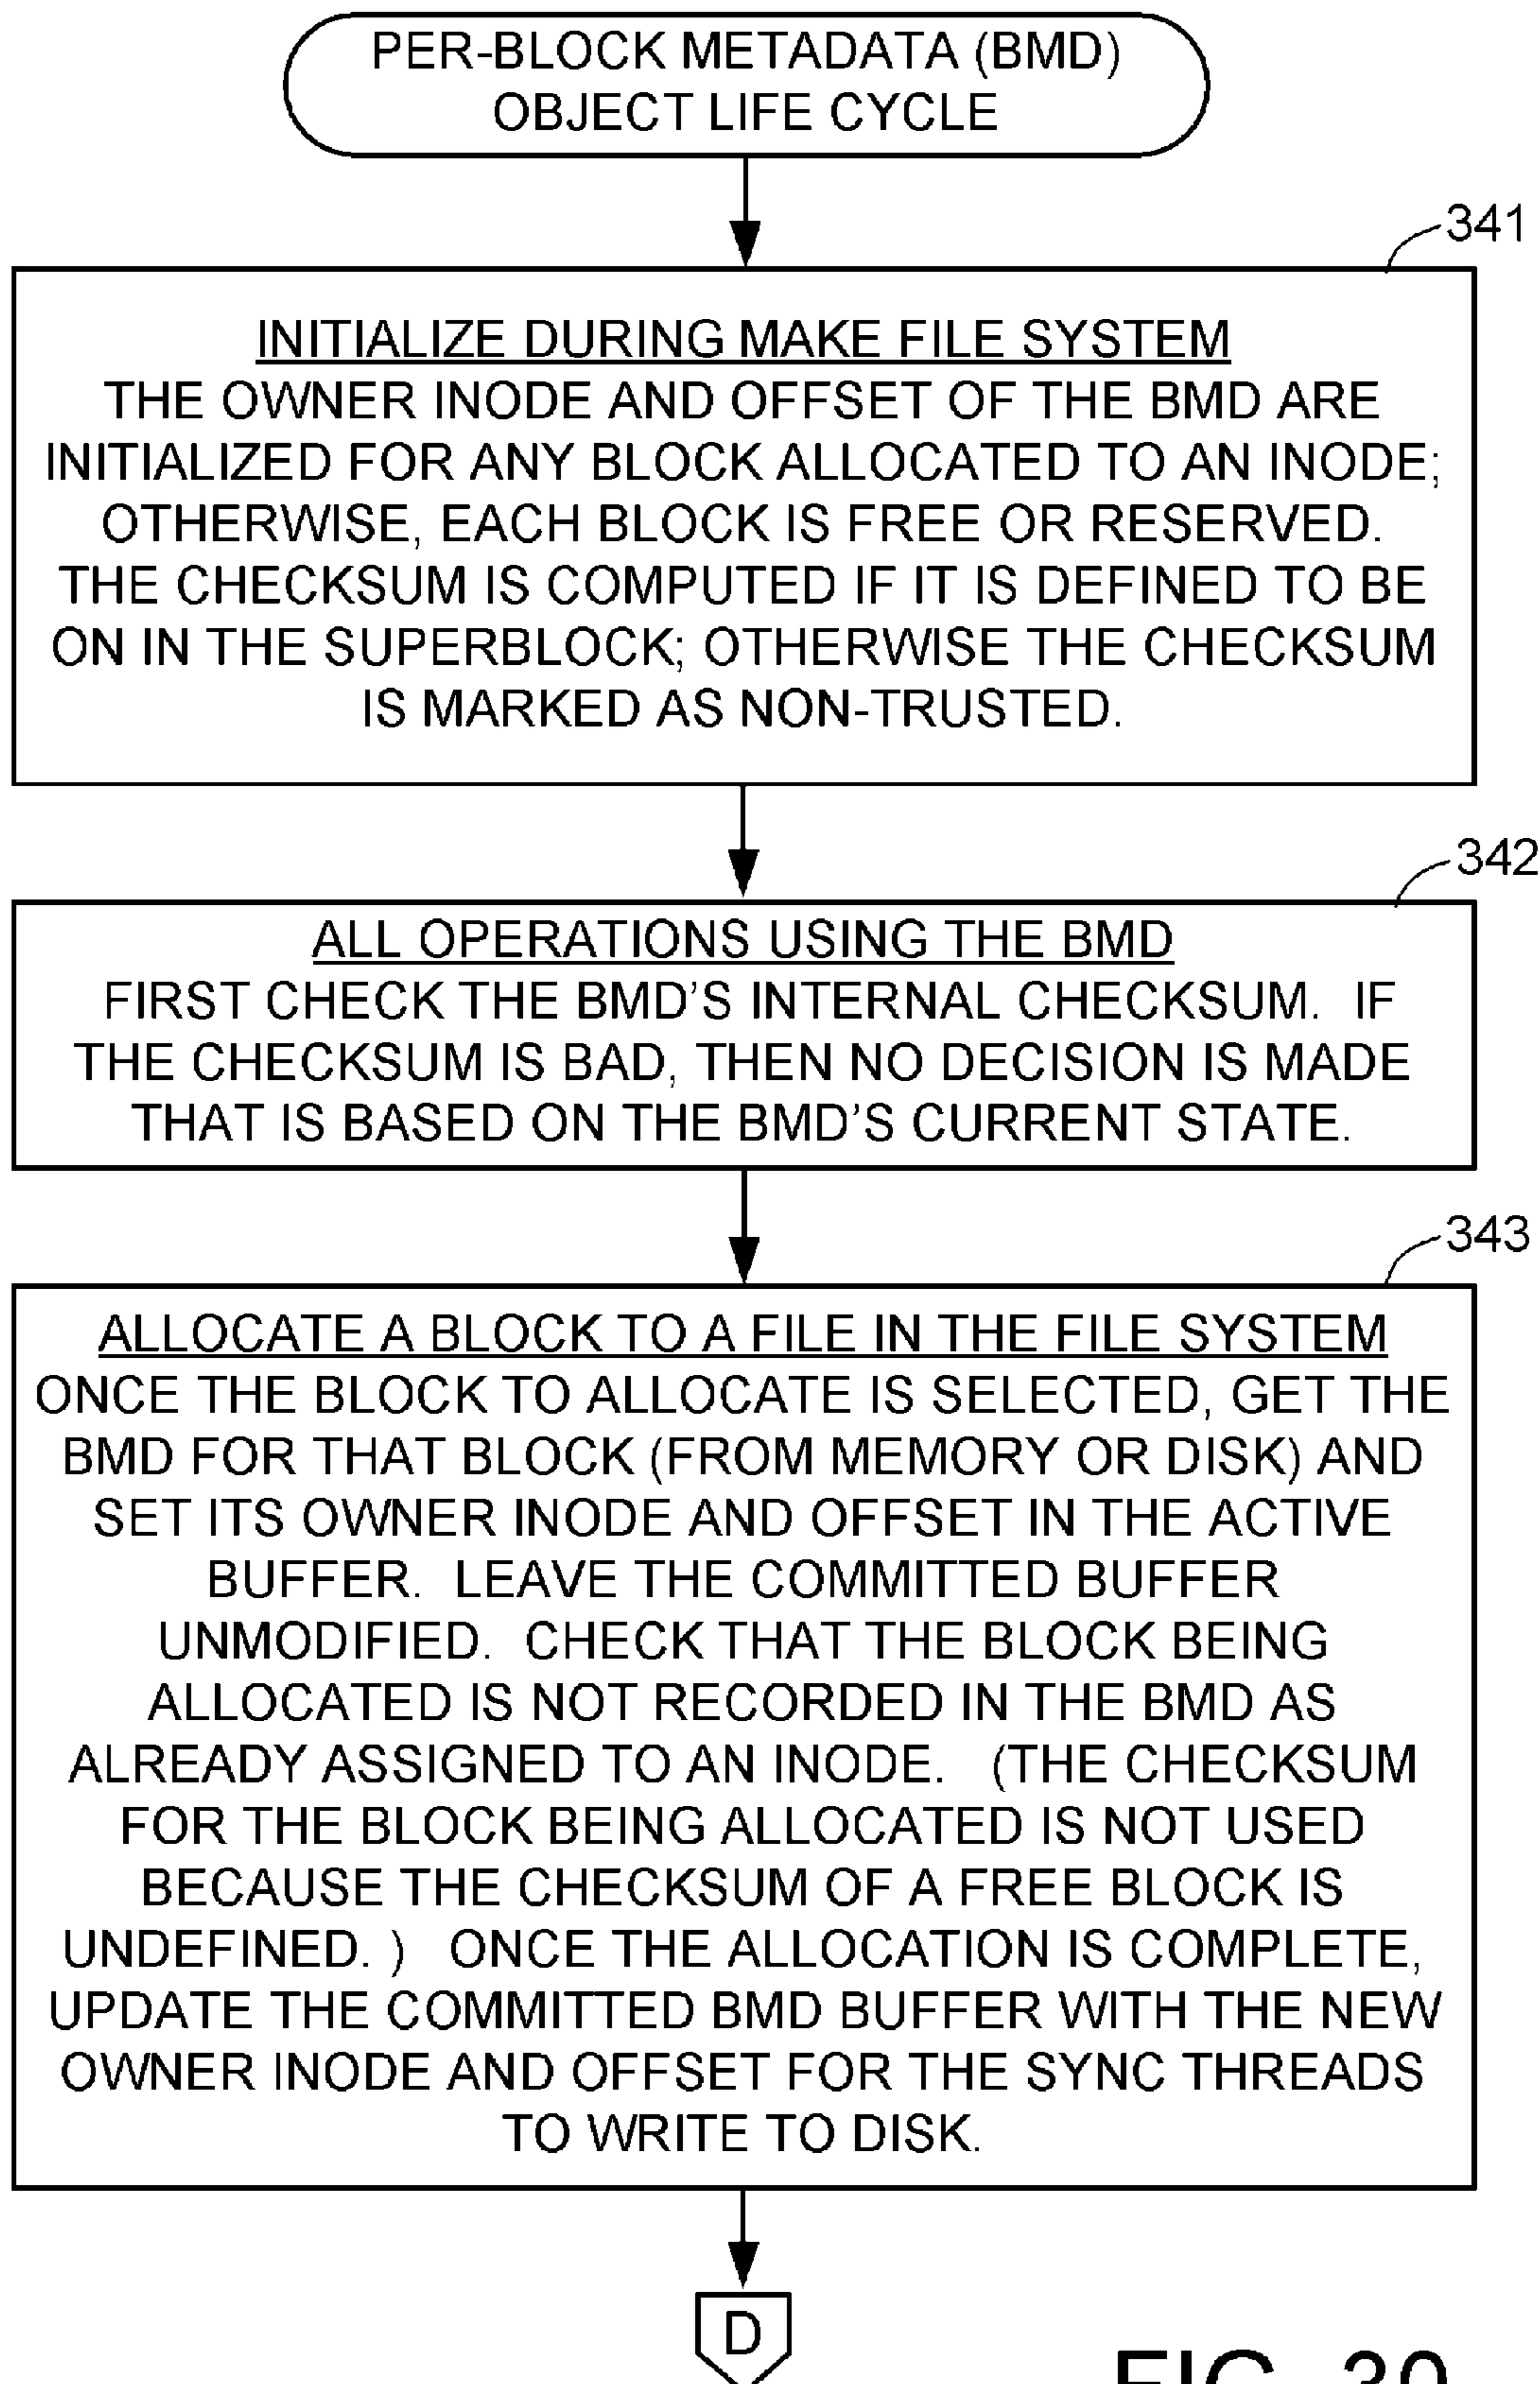 PER-BLOCK METADATA (BMD)
OBJECT LIFE CYCLE
341
INITIALIZE DURING MAKE FILE SYSTEM
THE OWNER INODE AND OFFSET OF THE BMD ARE
INITIALIZED FOR ANY BLOCK ALLOCATED TO AN INODE;
OTHERWISE, EACH BLOCK IS FREE OR RESERVED.
THE CHECKSUM IS COMPUTED IF IT IS DEFINED TO BE
ON IN THE SUPERBLOCK; OTHERWISE THE CHECKSUM
IS MARKED AS NON-TRUSTED.
342
ALL OPERATIONS USING THE BMD
FIRST CHECK THE BMD'S INTERNAL CHECKSUM. IF
THE CHECKSUM IS BAD, THEN NO DECISION IS MADE
THAT IS BASED ON THE BMD'S CURRENT STATE.
343
ALLOCATE A BLOCK TO A FILE IN THE FILE SYSTEM
ONCE THE BLOCK TO ALLOCATE IS SELECTED, GET THE
BMD FOR THAT BLOCK (FROM MEMORY OR DISK) AND
SET ITS OWNER INODE AND OFFSET IN THE ACTIVE
BUFFER. LEAVE THE COMMITTED BUFFER
UNMODIFIED. CHECK THAT THE BLOCK BEING
ALLOCATED IS NOT RECORDED IN THE BMD AS
ALREADY ASSIGNED TO AN INODE. (THE CHECKSUM
FOR THE BLOCK BEING ALLOCATED IS NOT USED
BECAUSE THE CHECKSUM OF A FREE BLOCK IS
UNDEFINED. ) ONCE THE ALLOCATION IS COMPLETE,
UPDATE THE COMMITTED BMD BUFFER WITH THE NEW
OWNER INODE AND OFFSET FOR THE SYNC THREADS
TO WRITE TO DISK.
D
FIG. 30